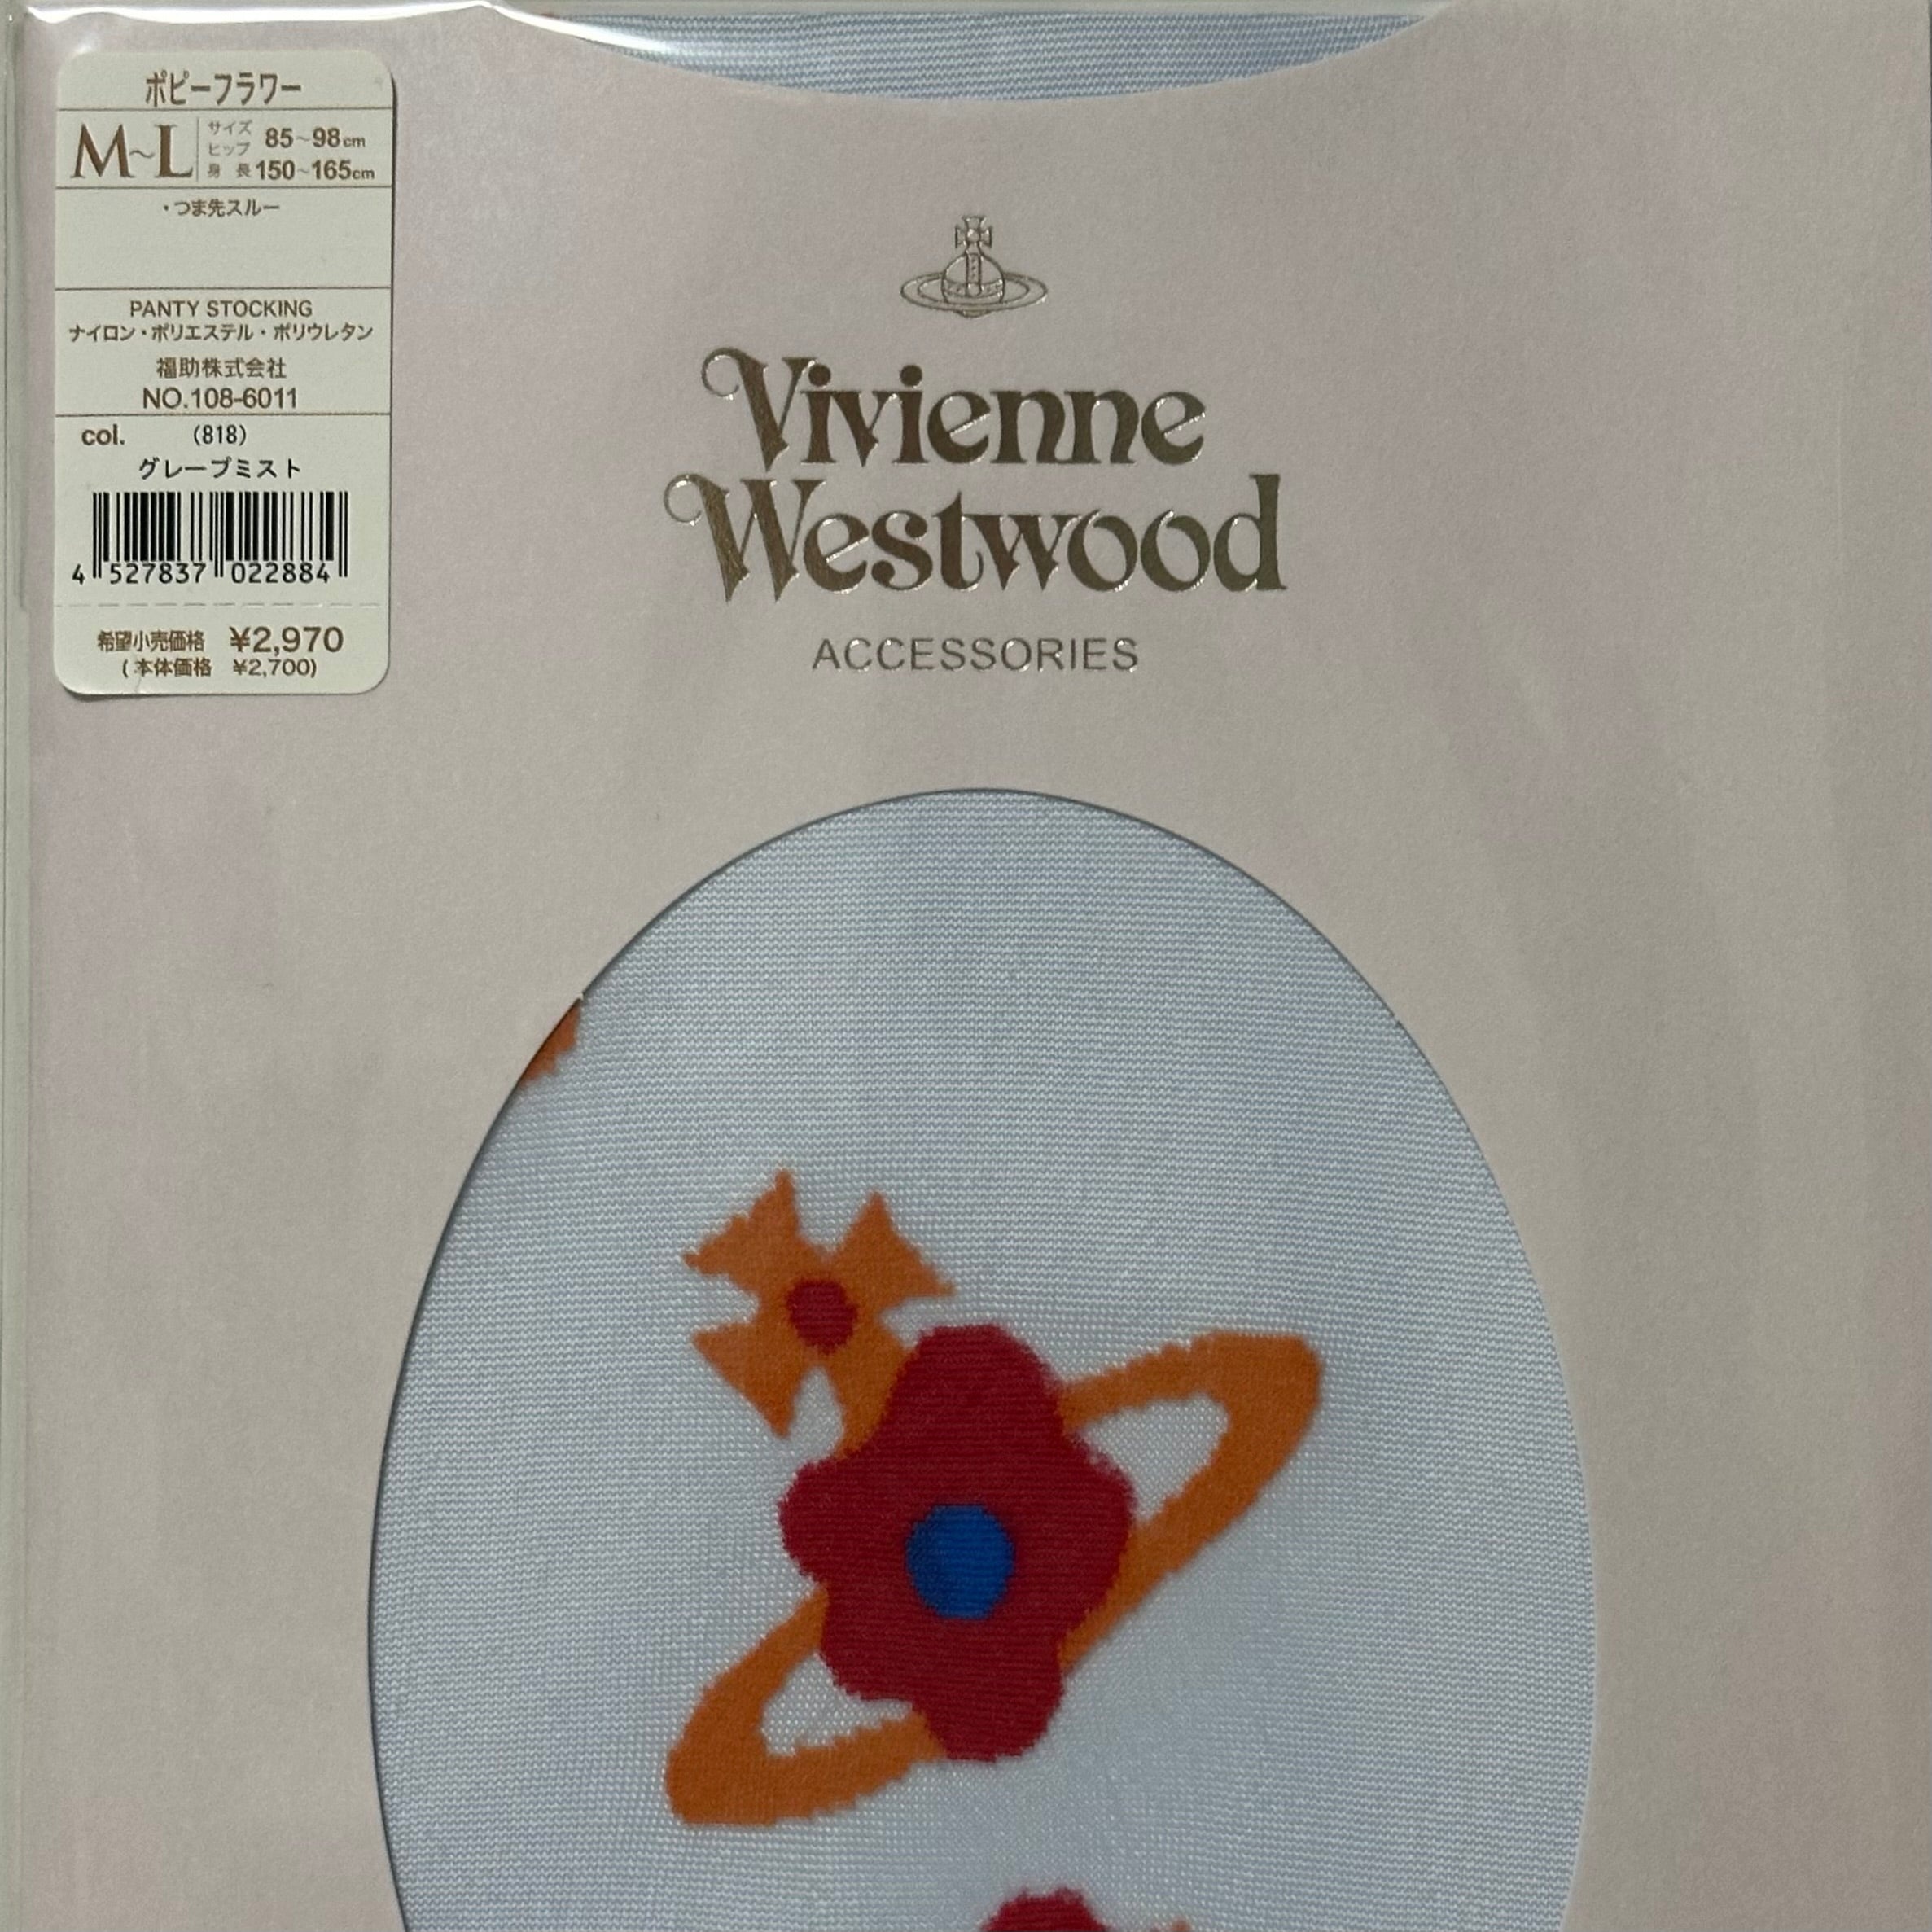 ポピーフラワー
M~L サイズ
ヒップ 85~98cm
身長 150~165cm
・つま先スルー
PANTY STOCKING
ナイロン・ポリエステル・ポリウレタン
福助株式会社
NO.108-6011
col. (818)
グレープミスト
4 527837 022884
希望小売価格 ¥2,970
(本体価格 ¥2,700)
Vivienne
Westwood
ACCESSORIES